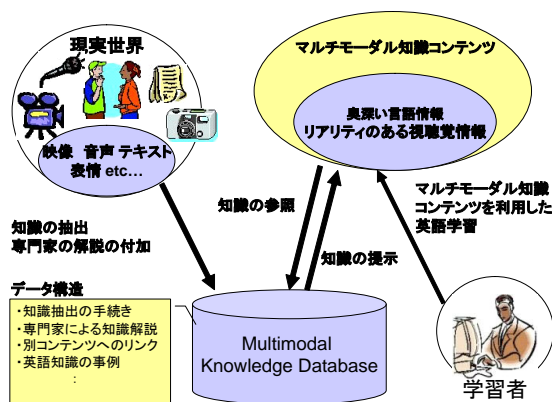 現実世界
映像 音声 テキスト
表情 etc…
マルチモーダル知識コンテンツ
奥深い言語情報
リアリティのある視聴覚情報
知識の参照
知識の提示
マルチモーダル知識
コンテンツを利用した
英語学習
知識の抽出
専門家の解説の付加
データ構造
・知識抽出の手続き
・専門家による知識解説
・別コンテンツへのリンク
・英語知識の事例
:
Multimodal
Knowledge Database
学習者